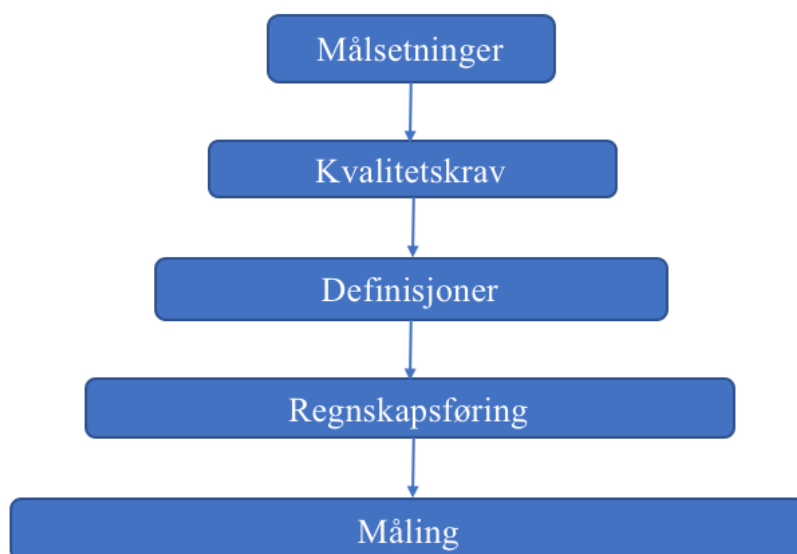 Målsetninger
Kvalitetskrav
Definisjoner
Regnskapsføring
Måling